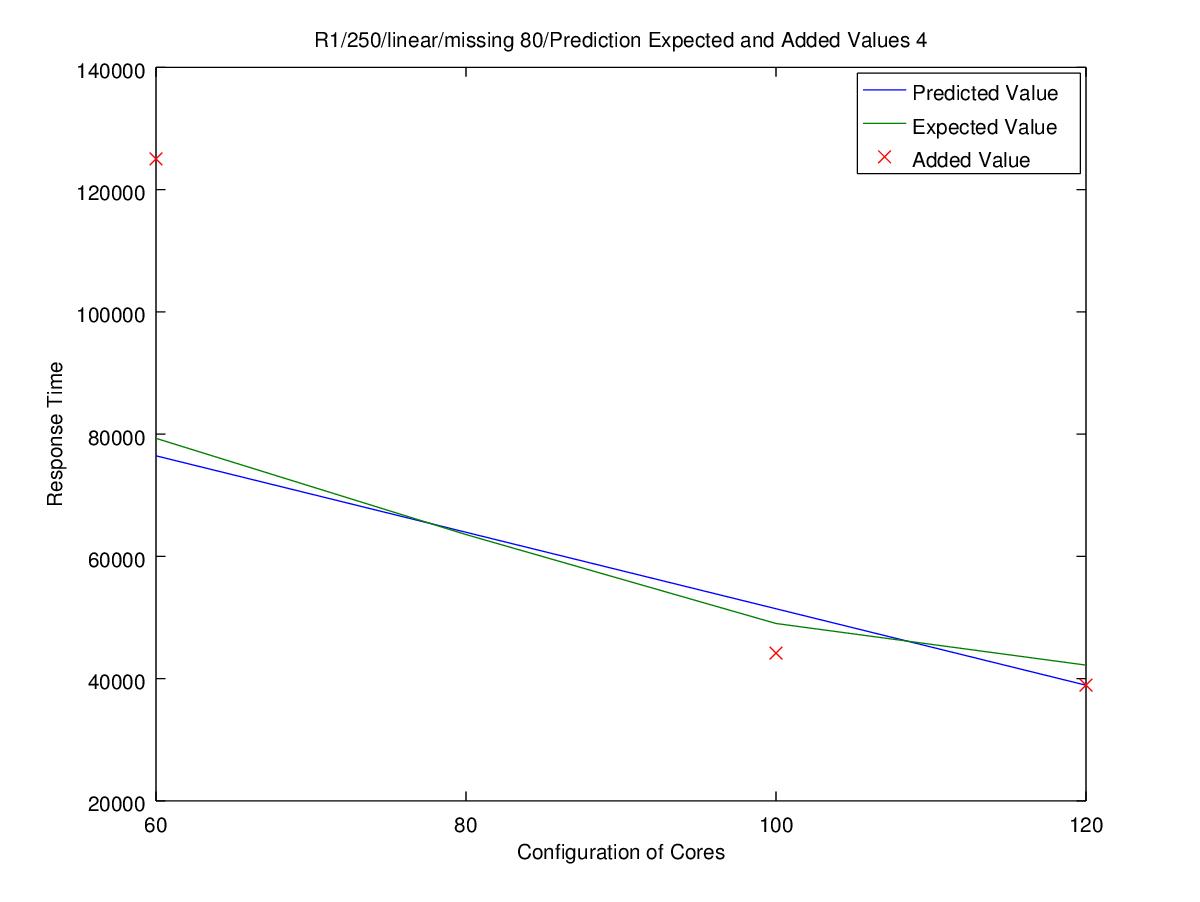 R1/250/linear/missing 80/Prediction Expected and Added Values 4
140000
120000
100000
80000
60000
40000
20000
Response Time
Predicted Value
Expected Value
Added Value
60 80 100 120
Configuration of Cores